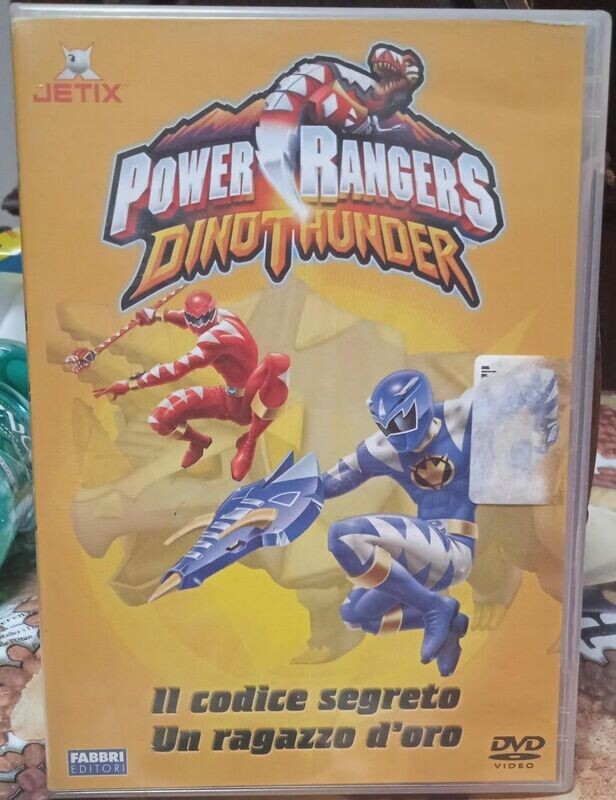 JETIX
POWER RANGERS
DINO THUNDER
Il codice segreto
Un ragazzo d'oro
FABBRI
EDITORI
DVD
VIDEO